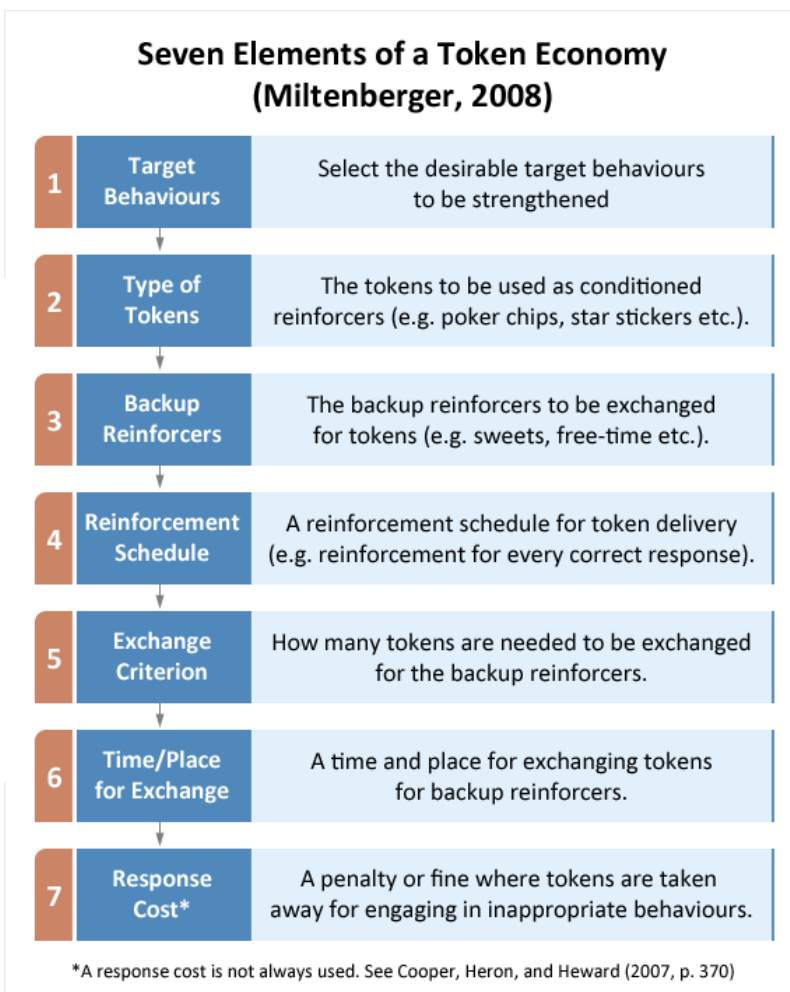 Seven Elements of a Token Economy
(Miltenberger, 2008)
1
Target
Behaviours
Select the desirable target behaviours
to be strengthened
2
Type of
Tokens
The tokens to be used as conditioned
reinforcers (e.g. poker chips, star stickers etc.).
3
Backup
Reinforcers
The backup reinforcers to be exchanged
for tokens (e.g. sweets, free-time etc.).
4
Reinforcement
Schedule
A reinforcement schedule for token delivery
(e.g. reinforcement for every correct response).
5
Exchange
Criterion
How many tokens are needed to be exchanged
for the backup reinforcers.
6
Time/Place
for Exchange
A time and place for exchanging tokens
for backup reinforcers.
7
Response
Cost*
A penalty or fine where tokens are taken
away for engaging in inappropriate behaviours.
*A response cost is not always used. See Cooper, Heron, and Heward (2007, p. 370)